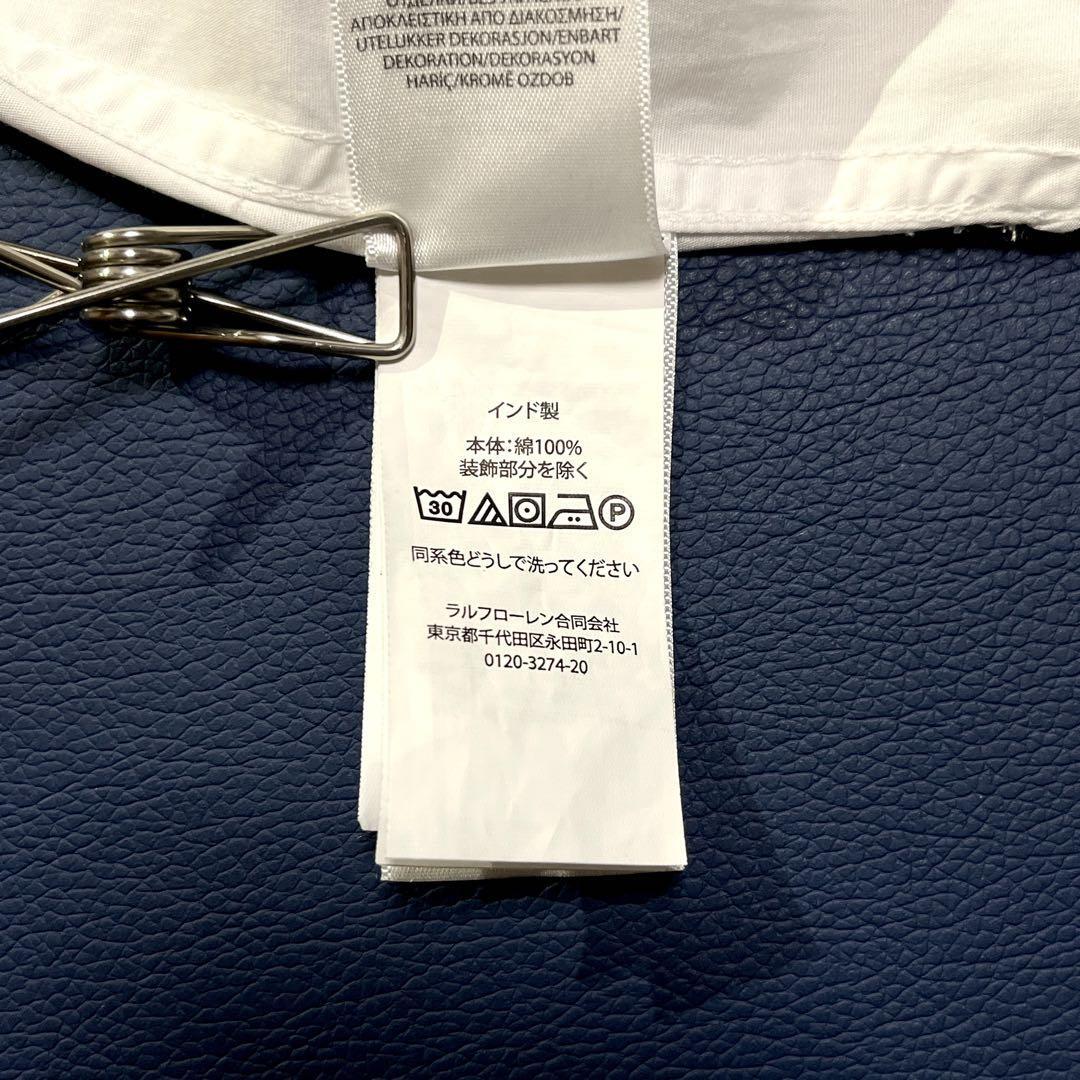 ΑΠΟΚΛΕΙΣΤΙΚΗ ΑΠΟ ΔΙΑΚΟΣΜΗΣΗ/
UTELUKKER DEKORASJON/ENBART
DEKORATION/DEKORASYON
HARİÇ/KROMĚ OZDOB
インド製
本体:綿100%
装飾部分を除く
30 P
同系色どうしで洗ってください
ラルフローレン合同会社
東京都千代田区永田町2-10-1
0120-3274-20